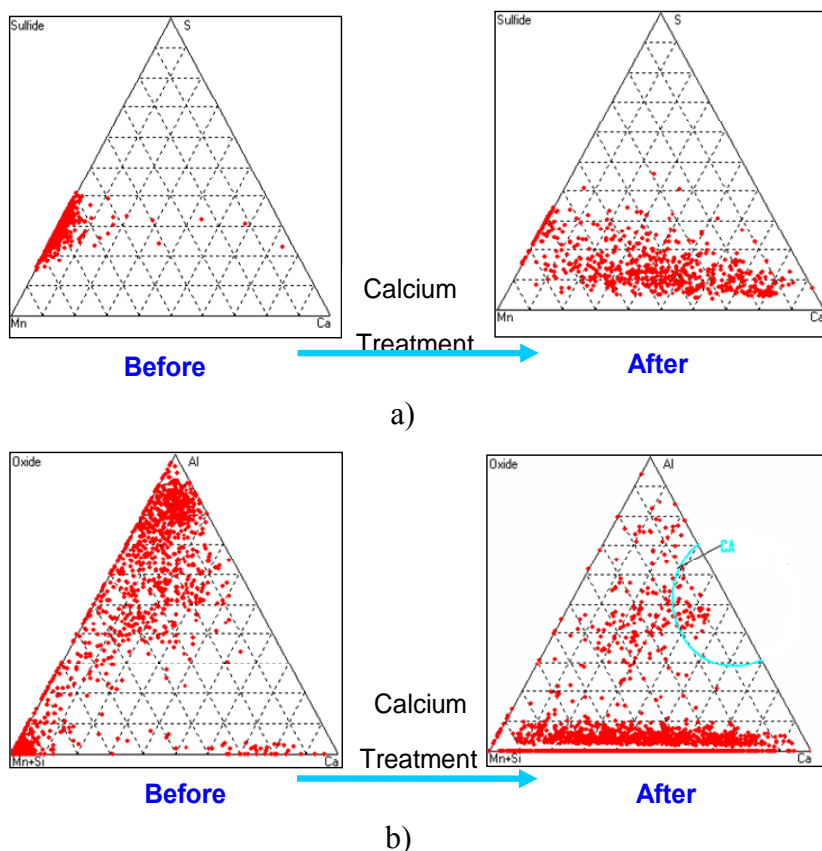 Sulfide S
Mn Ca
Before
Calcium
Treatment
Sulfide S
Mn Ca
After
a)
Oxide Al
Mn+Si Ca
Before
Calcium
Treatment
Oxide Al
CA
Mn+Si Ca
After
b)